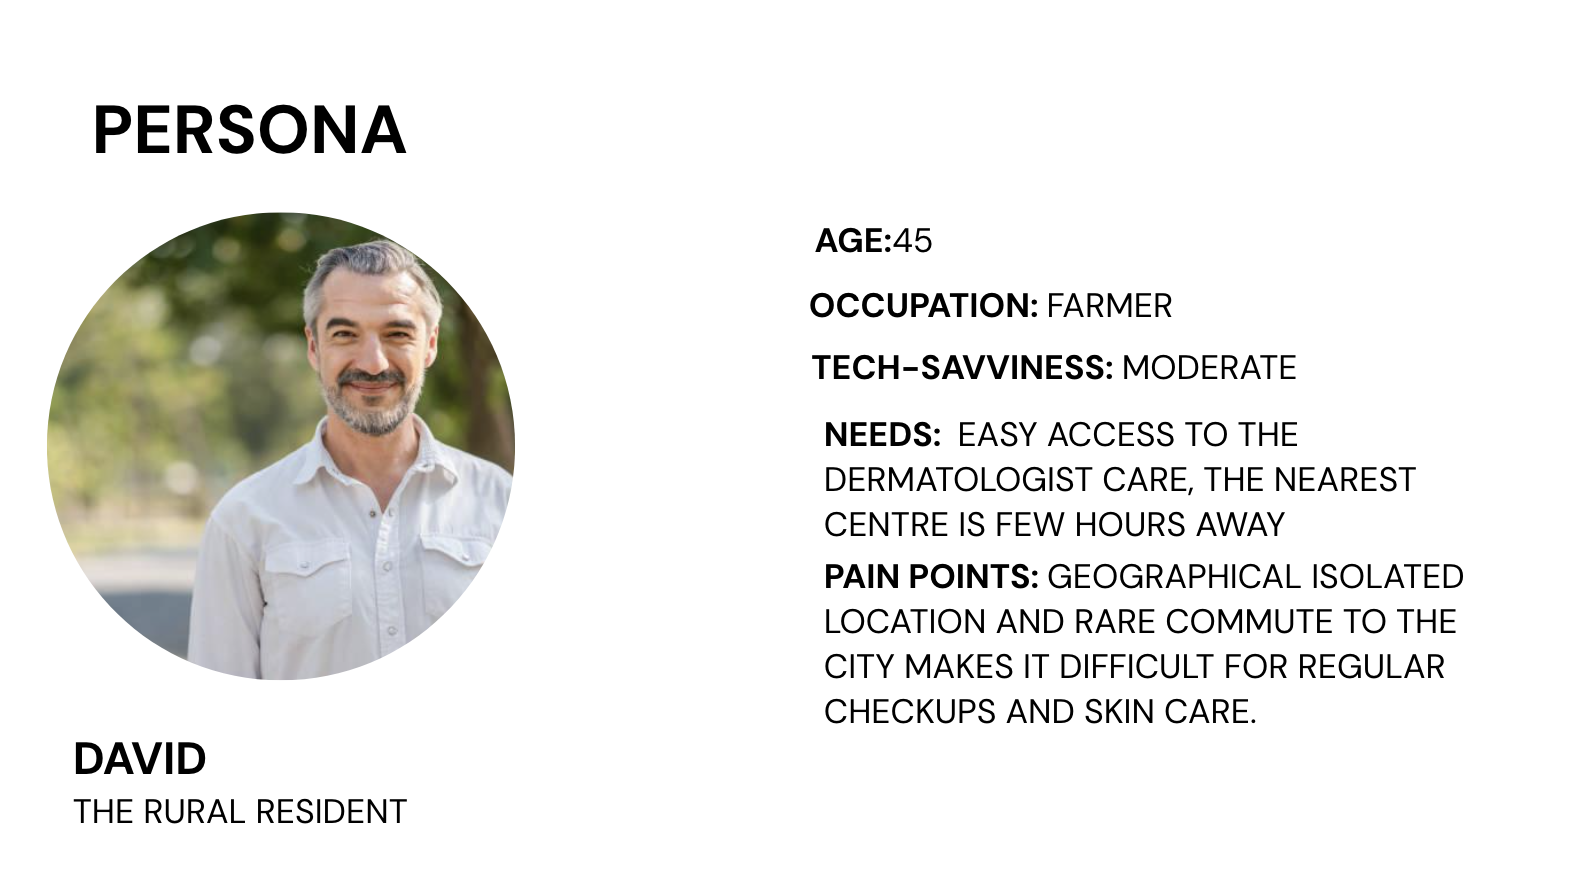 PERSONA
AGE:45
OCCUPATION: FARMER
TECH-SAVVINESS: MODERATE
NEEDS: EASY ACCESS TO THE
DERMATOLOGIST CARE, THE NEAREST
CENTRE IS FEW HOURS AWAY
PAIN POINTS: GEOGRAPHICAL ISOLATED
LOCATION AND RARE COMMUTE TO THE
CITY MAKES IT DIFFICULT FOR REGULAR
CHECKUPS AND SKIN CARE.
DAVID
THE RURAL RESIDENT